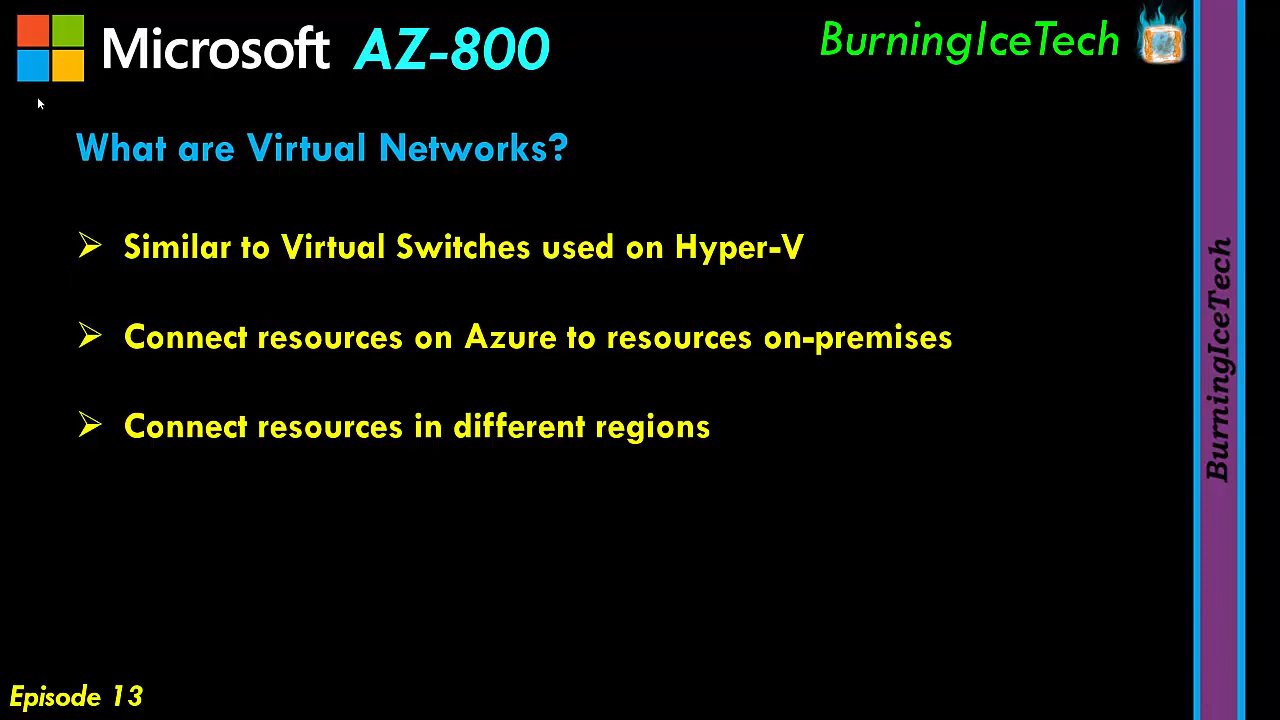 Microsoft AZ-800
BurningIceTech
What are Virtual Networks?
Similar to Virtual Switches used on Hyper-V
Connect resources on Azure to resources on-premises
Connect resources in different regions
BurningIceTech
Episode 13